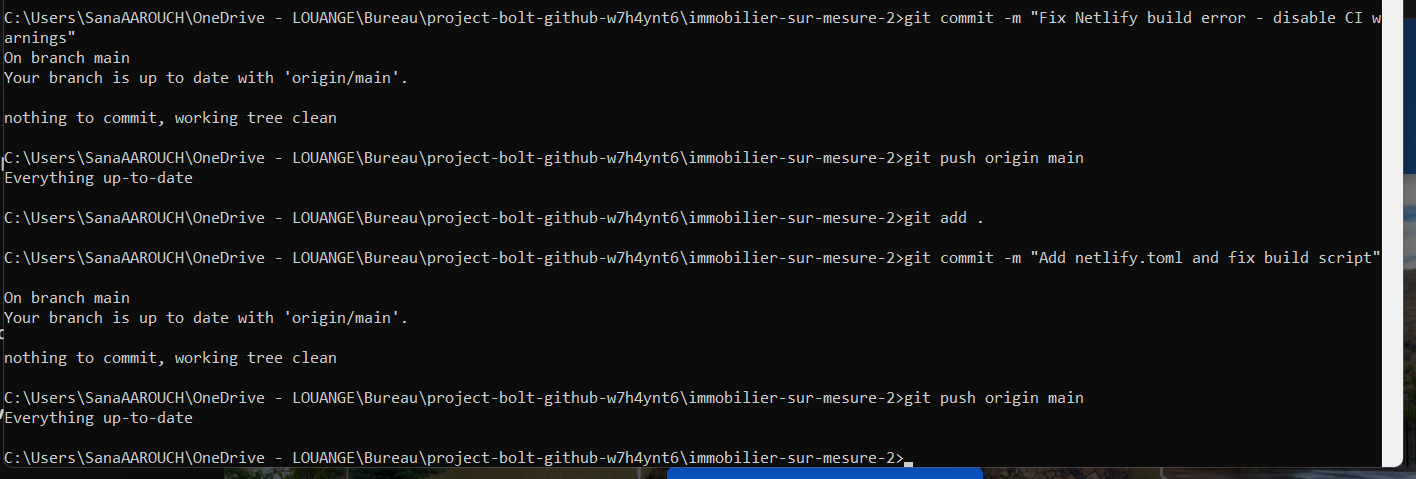 C:\Users\SanaAAROUCH\OneDrive - LOUANGE\Bureau\project-bolt-github-w7h4ynt6\immobilier-sur-mesure-2>git commit -m "Fix Netlify build error - disable CI w
arnings"
On branch main
Your branch is up to date with 'origin/main'.
nothing to commit, working tree clean
C:\Users\SanaAAROUCH\OneDrive - LOUANGE\Bureau\project-bolt-github-w7h4ynt6\immobilier-sur-mesure-2>git push origin main
Everything up-to-date
C:\Users\SanaAAROUCH\OneDrive - LOUANGE\Bureau\project-bolt-github-w7h4ynt6\immobilier-sur-mesure-2>git add .
C:\Users\SanaAAROUCH\OneDrive - LOUANGE\Bureau\project-bolt-github-w7h4ynt6\immobilier-sur-mesure-2>git commit -m "Add netlify.toml and fix build script"
On branch main
Your branch is up to date with 'origin/main'.
nothing to commit, working tree clean
C:\Users\SanaAAROUCH\OneDrive - LOUANGE\Bureau\project-bolt-github-w7h4ynt6\immobilier-sur-mesure-2>git push origin main
Everything up-to-date
C:\Users\SanaAAROUCH\OneDrive - LOUANGE\Bureau\project-bolt-github-w7h4ynt6\immobilier-sur-mesure-2>